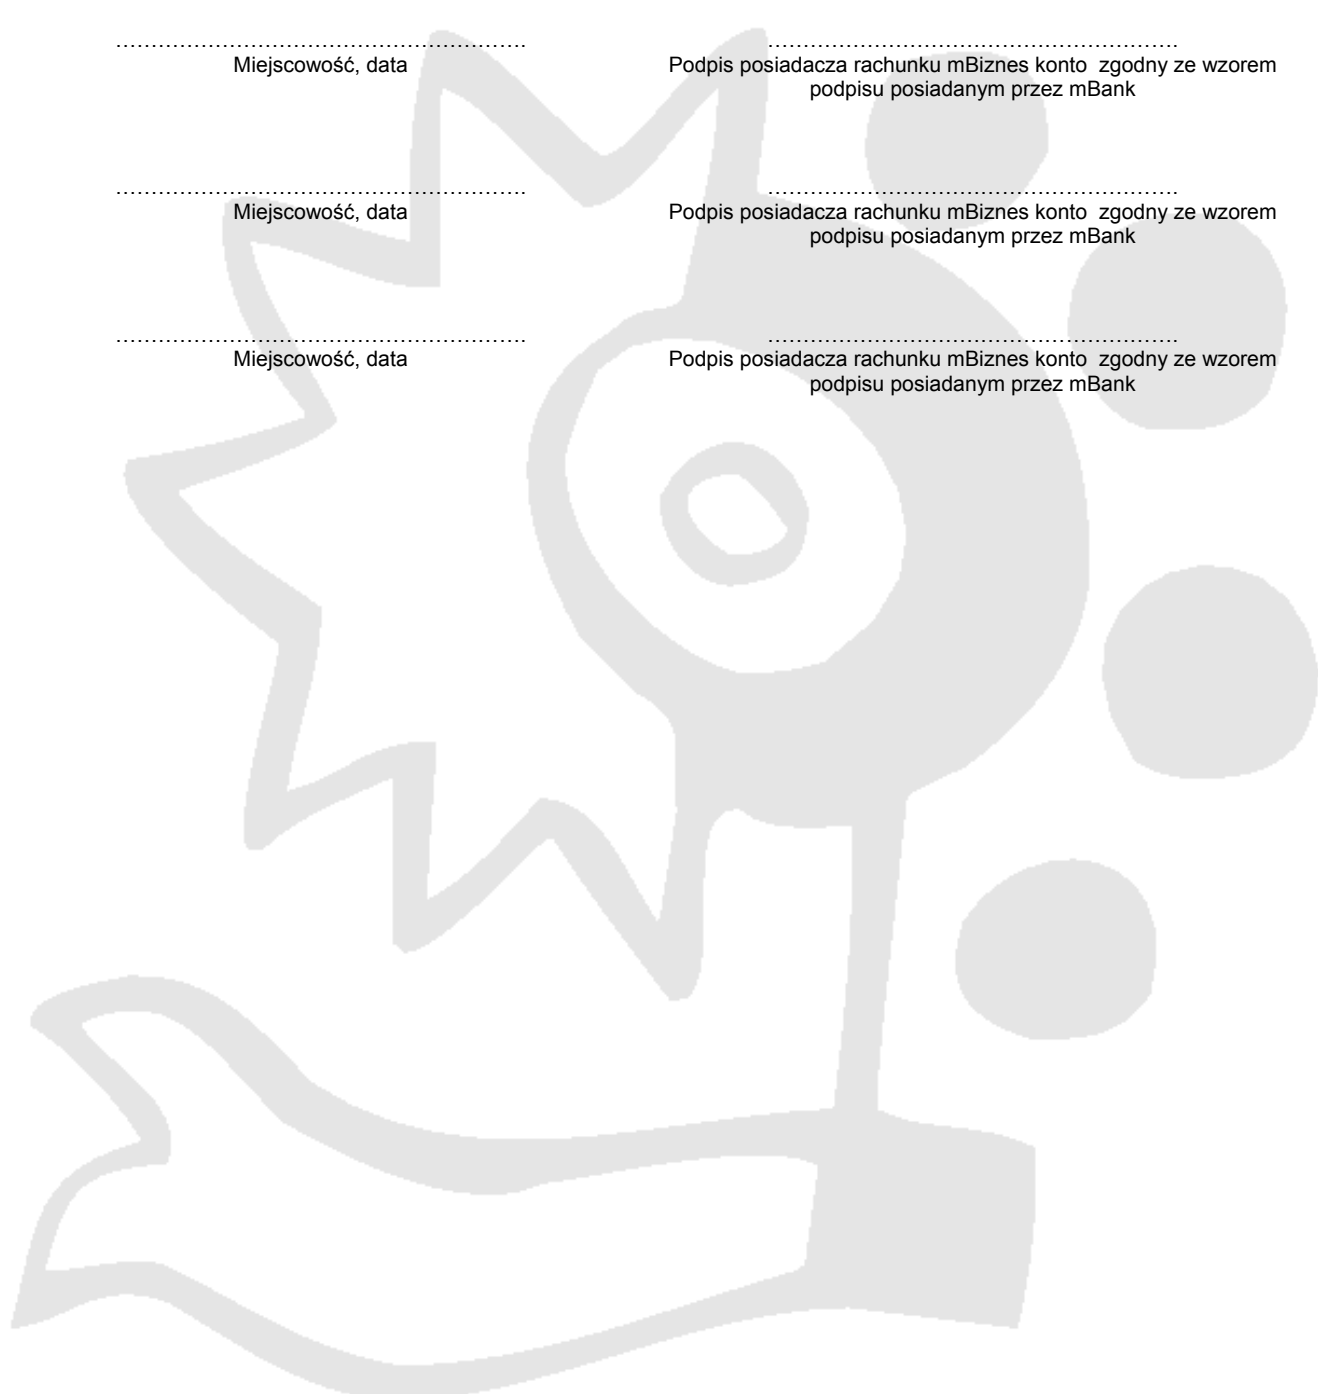 ………………………………………………… …………………………………………………
Miejscowość, data Podpis posiadacza rachunku mBiznes konto zgodny ze wzorem
podpisu posiadanym przez mBank
………………………………………………… …………………………………………………
Miejscowość, data Podpis posiadacza rachunku mBiznes konto zgodny ze wzorem
podpisu posiadanym przez mBank
………………………………………………… …………………………………………………
Miejscowość, data Podpis posiadacza rachunku mBiznes konto zgodny ze wzorem
podpisu posiadanym przez mBank